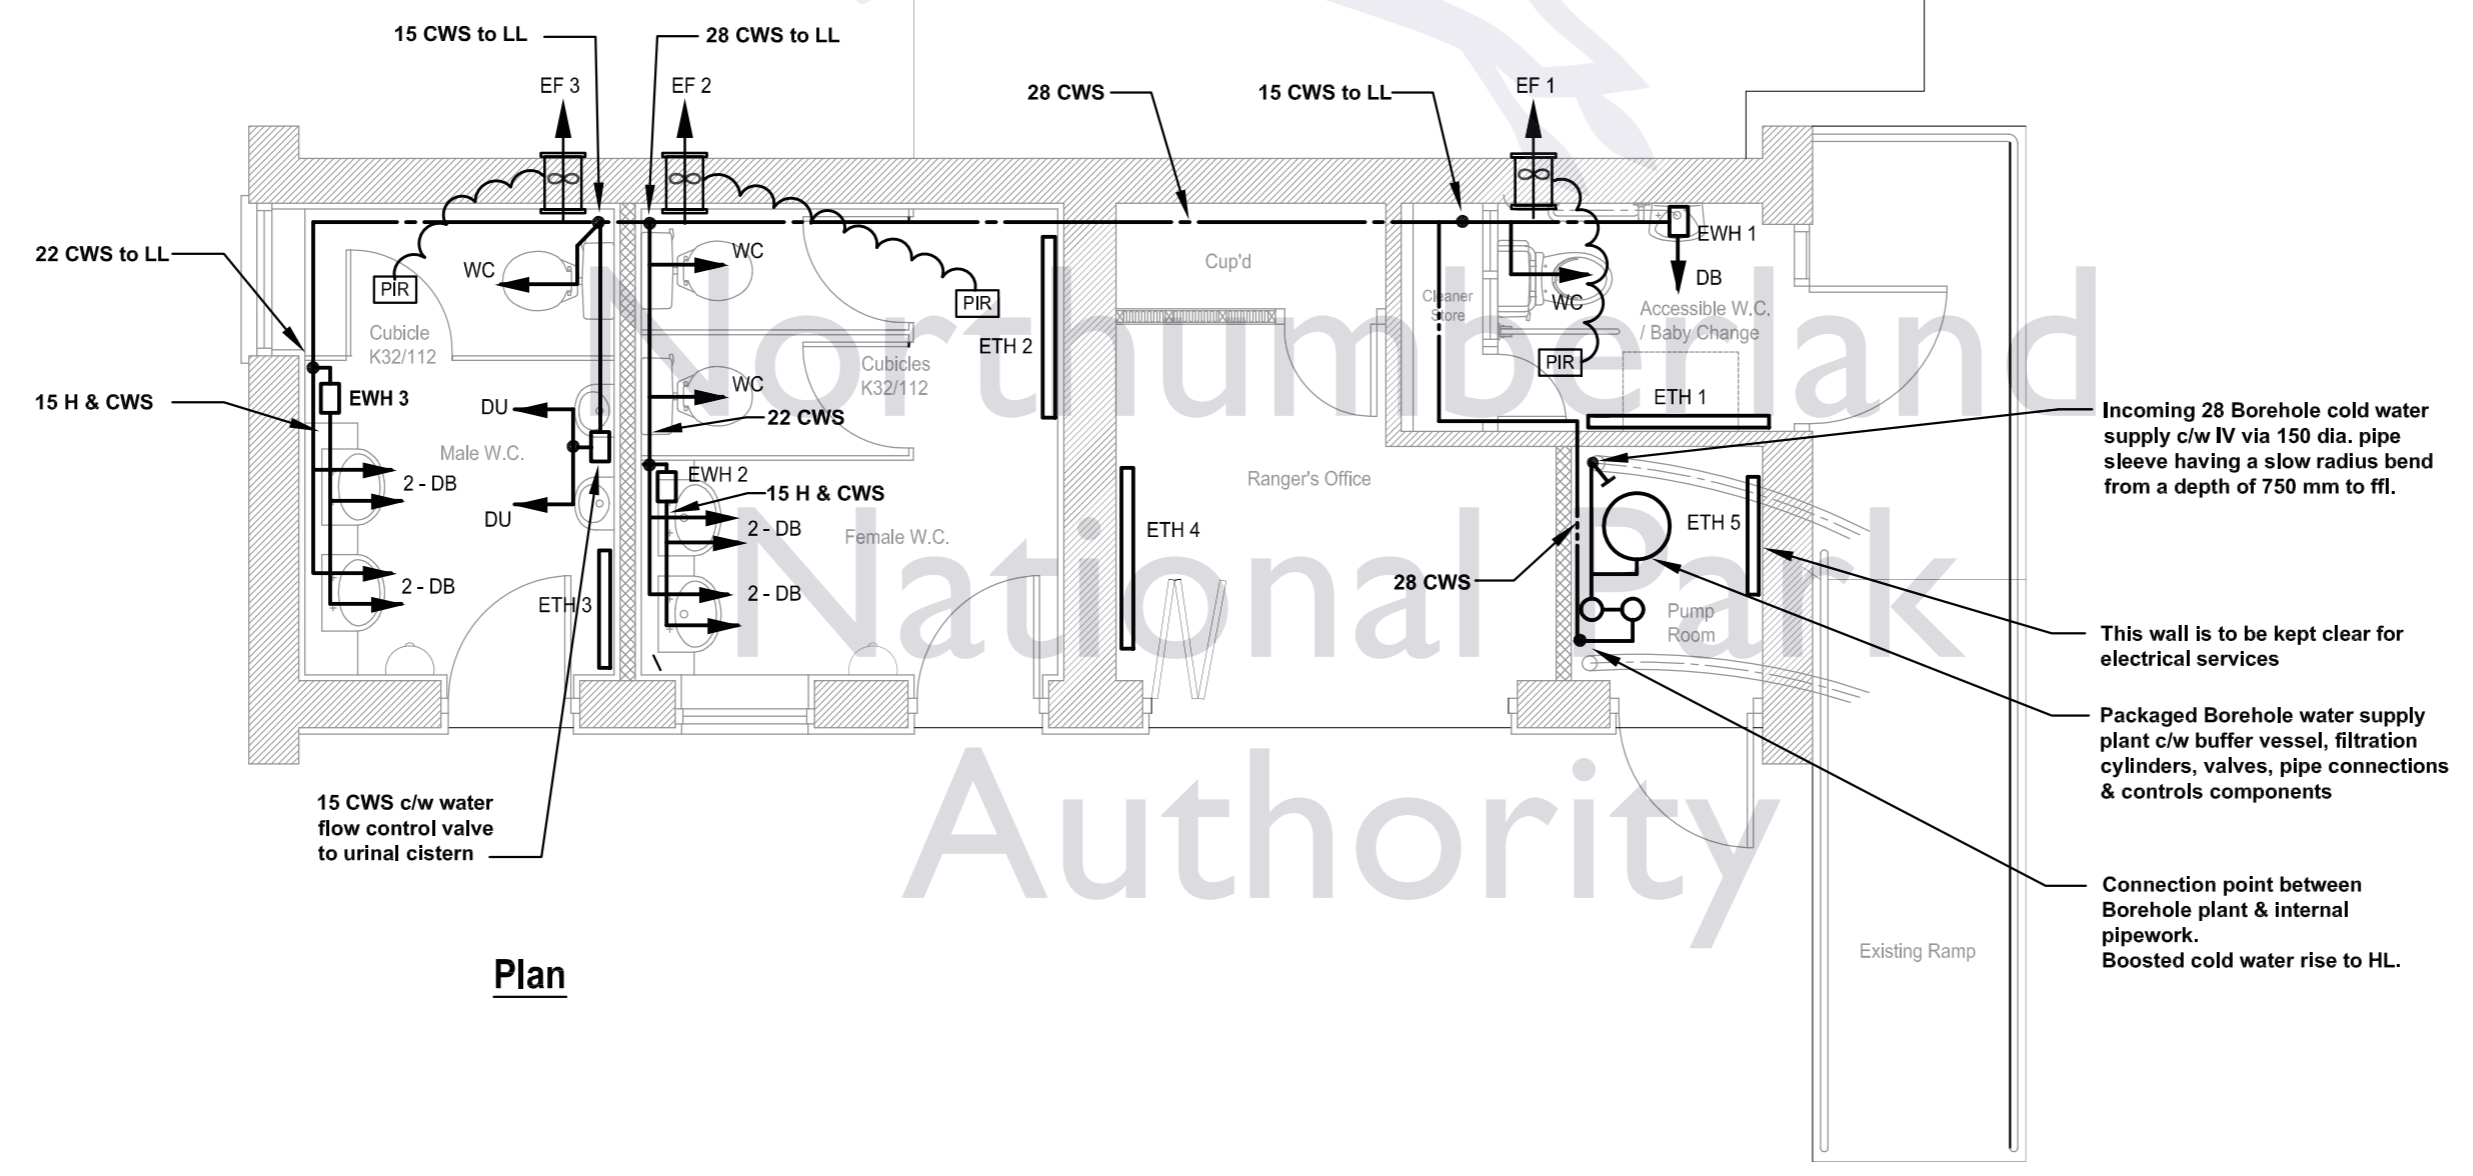 15 CWS to LL
28 CWS to LL
EF 3
EF 2
28 CWS
15 CWS to LL
EF 1
22 CWS to LL
WC
WC
PIR
PIR
Cup'd
EWH 1
DB
Cleaner
Store
WC
Accessible W.C.
/ Baby Change
Cubicle
K32/112
ETH 2
PIR
Cubicles
K32/112
WC
ETH 1
15 H & CWS
EWH 3
DU
22 CWS
Male W.C.
EWH 2
15 H & CWS
2 - DB
DU
2 - DB
Female W.C.
Ranger's Office
ETH 4
ETH 5
28 CWS
2 - DB
2 - DB
ETH 3
Pump
Room
Incoming 28 Borehole cold water
supply c/w IV via 150 dia. pipe
sleeve having a slow radius bend
from a depth of 750 mm to ffl.
This wall is to be kept clear for
electrical services
Packaged Borehole water supply
plant c/w buffer vessel, filtration
cylinders, valves, pipe connections
& controls components
Connection point between
Borehole plant & internal
pipework.
Boosted cold water rise to HL.
15 CWS c/w water
flow control valve
to urinal cistern
Existing Ramp
Plan
Northumberland
National Park
Authority